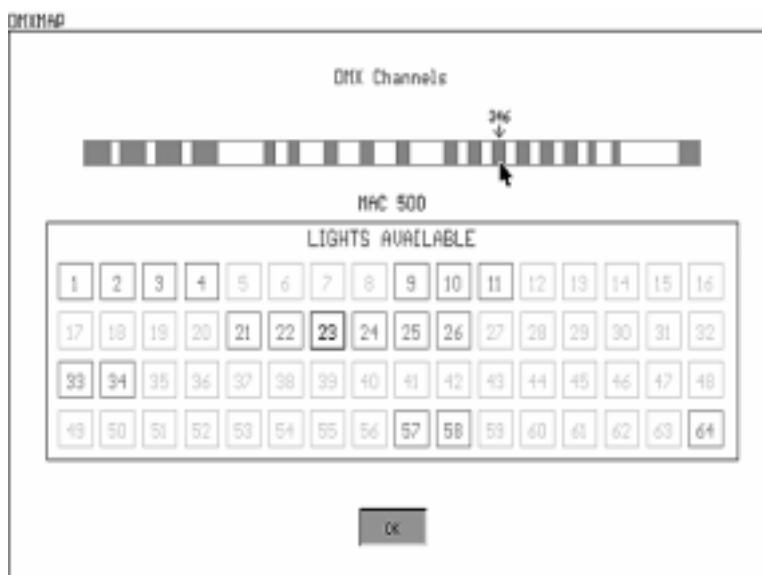 DMXMAP
DMX Channels
346
MAC 500
LIGHTS AVAILABLE
1 2 3 4 5 6 7 8 9 10 11 12 13 14 15 16
17 18 19 20 21 22 23 24 25 26 27 28 29 30 31 32
33 34 35 36 37 38 39 40 41 42 43 44 45 46 47 48
49 50 51 52 53 54 55 56 57 58 59 60 61 62 63 64
OK